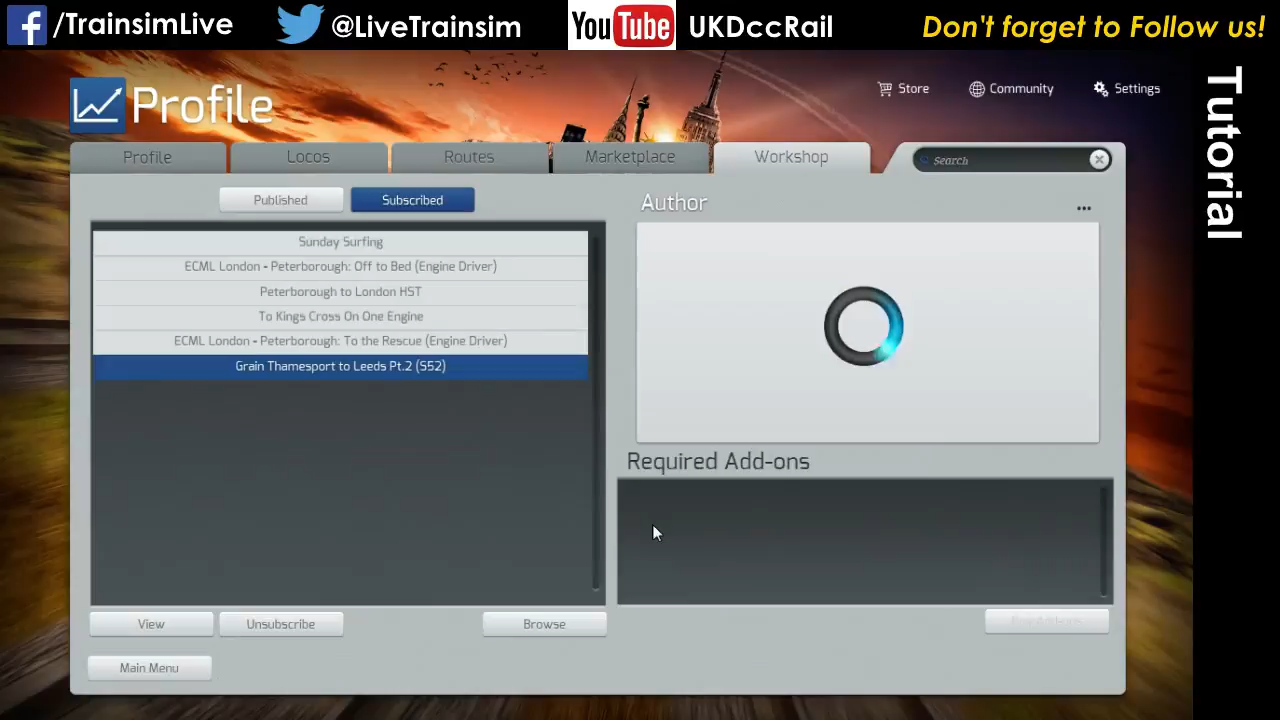 /TrainsimLive
@LiveTrainsim
You Tube
UKDccRail
Don't forget to Follow us!
Tutorial
Profile
Store
Community
Settings
Profile
Locos
Routes
Marketplace
Workshop
Search
Published
Subscribed
Sunday Surfing
ECML London - Peterborough: Off to Bed (Engine Driver)
Peterborough to London HST
To Kings Cross On One Engine
ECML London - Peterborough: To the Rescue (Engine Driver)
Grain Thamesport to Leeds Pt.2 (S52)
Author
...
Required Add-ons
View
Unsubscribe
Browse
Main Menu